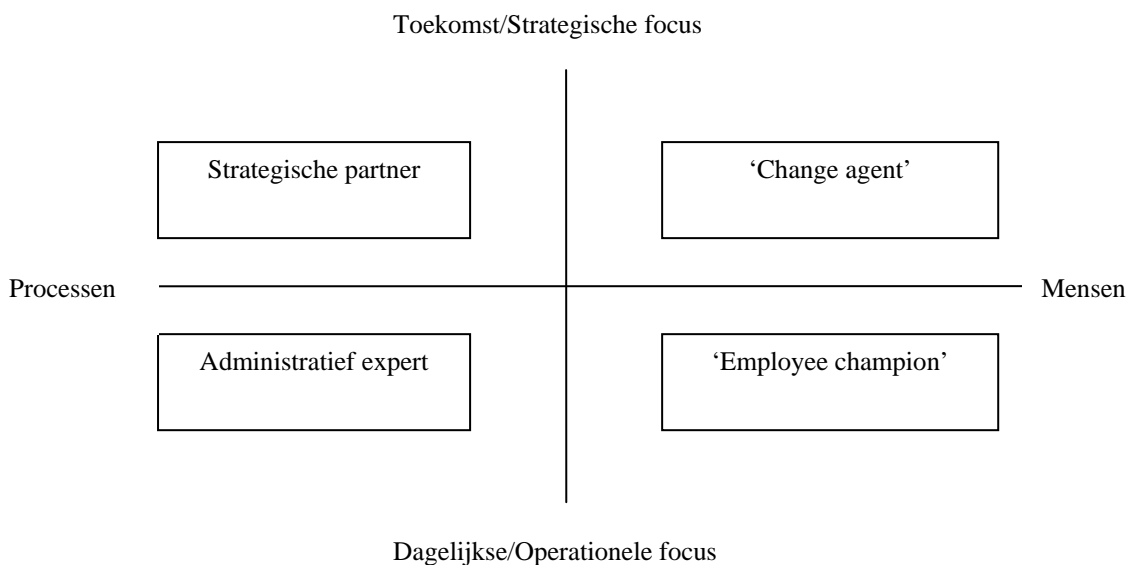 Toekomst/Strategische focus
Strategische partner
‘Change agent’
Processen
Mensen
Administratief expert
‘Employee champion’
Dagelijkse/Operationele focus